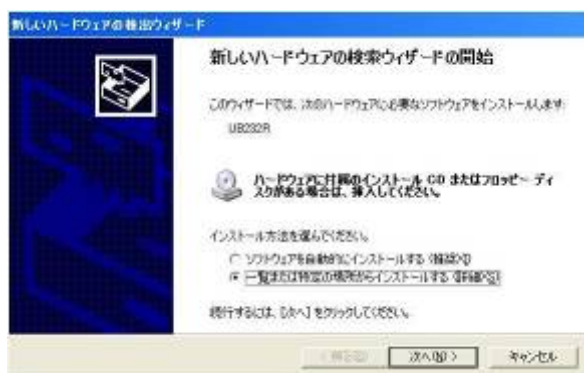 新しいハードウェアの検出ウィザード
新しいハードウェアの検索ウィザードの開始
このウィザードでは、次のハードウェアに必要なソフトウェアをインストールします:
UB232R
ハードウェアに付属のインストール CD またはフロッピー ディ
スクがある場合は、挿入してください。
インストール方法を選んでください。
ソフトウェアを自動的にインストールする (推奨)(I)
一覧または特定の場所からインストールする (詳細)(S)
続行するには、[次へ] をクリックしてください。
< 戻る(B)
次へ(N) >
キャンセル